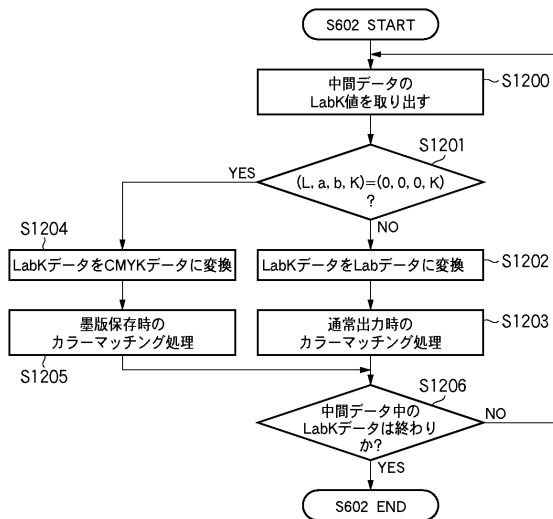 S602 START
中間データの
LabK値を取り出す
S1200
S1201
(L, a, b, K)=(0, 0, 0, K)
?
YES
NO
S1204
LabKデータをCMYKデータに変換
LabKデータをLabデータに変換
S1202
墨版保存時の
カラーマッチング処理
S1205
通常出力時の
カラーマッチング処理
S1203
S1206
中間データ中の
LabKデータは終わり
か?
NO
YES
S602 END